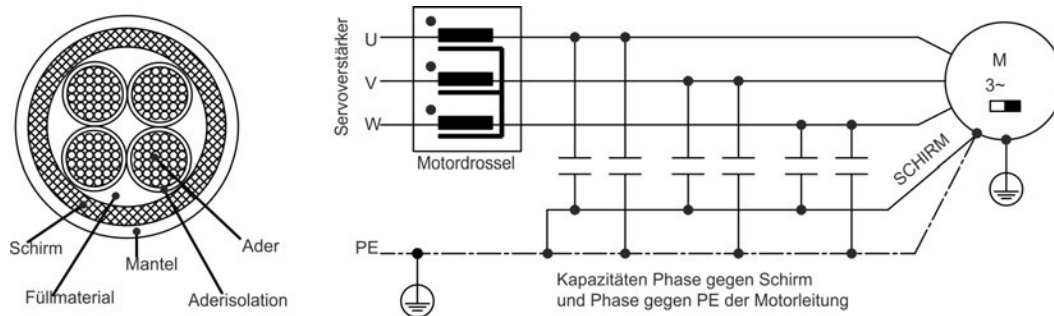 Schirm
Füllmaterial
Mantel
Aderisolation
Ader
Servoverstärker
U
V
W
Motordrossel
M
3~
SCHIRM
PE
Kapazitäten Phase gegen Schirm
und Phase gegen PE der Motorleitung